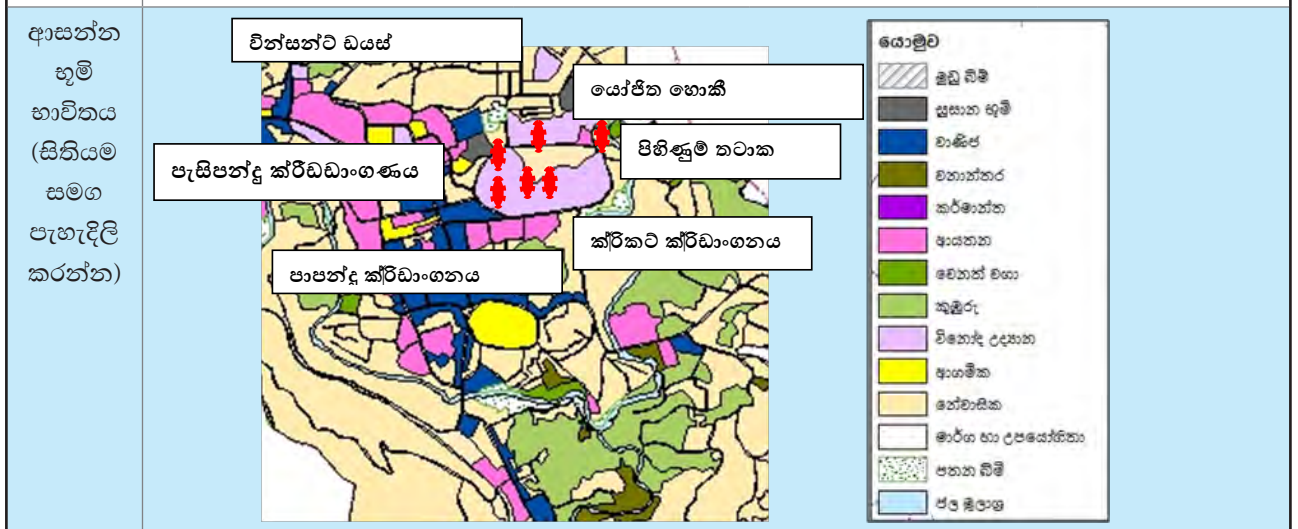 ආසන්න
භූමි
භාවිතය
(සිතියම
සමග
පැහැදිලි
කරන්න)
වින්සන්ට් ඩයස්
යෝජිත හොකී
පිහිණුම් තටාක
පැසිපන්දු ක්රීඩඩාංගණය
ක්රිකට් ක්රිඩාංගනය
පාපන්දු ක්රිඩාංගනය
යොමුව
මුඩු බිම්
සුසාන භූමි
වාණිජ
වනාන්තර
කර්මාන්ත
ආයතන
වෙනත් වගා
කුඹුරු
විනෝද උද්‍යාන
ආගමික
නේවාසික
මාර්ග හා උපයෝගිතා
පතන බිම්
ජල මුලාශ්‍ර